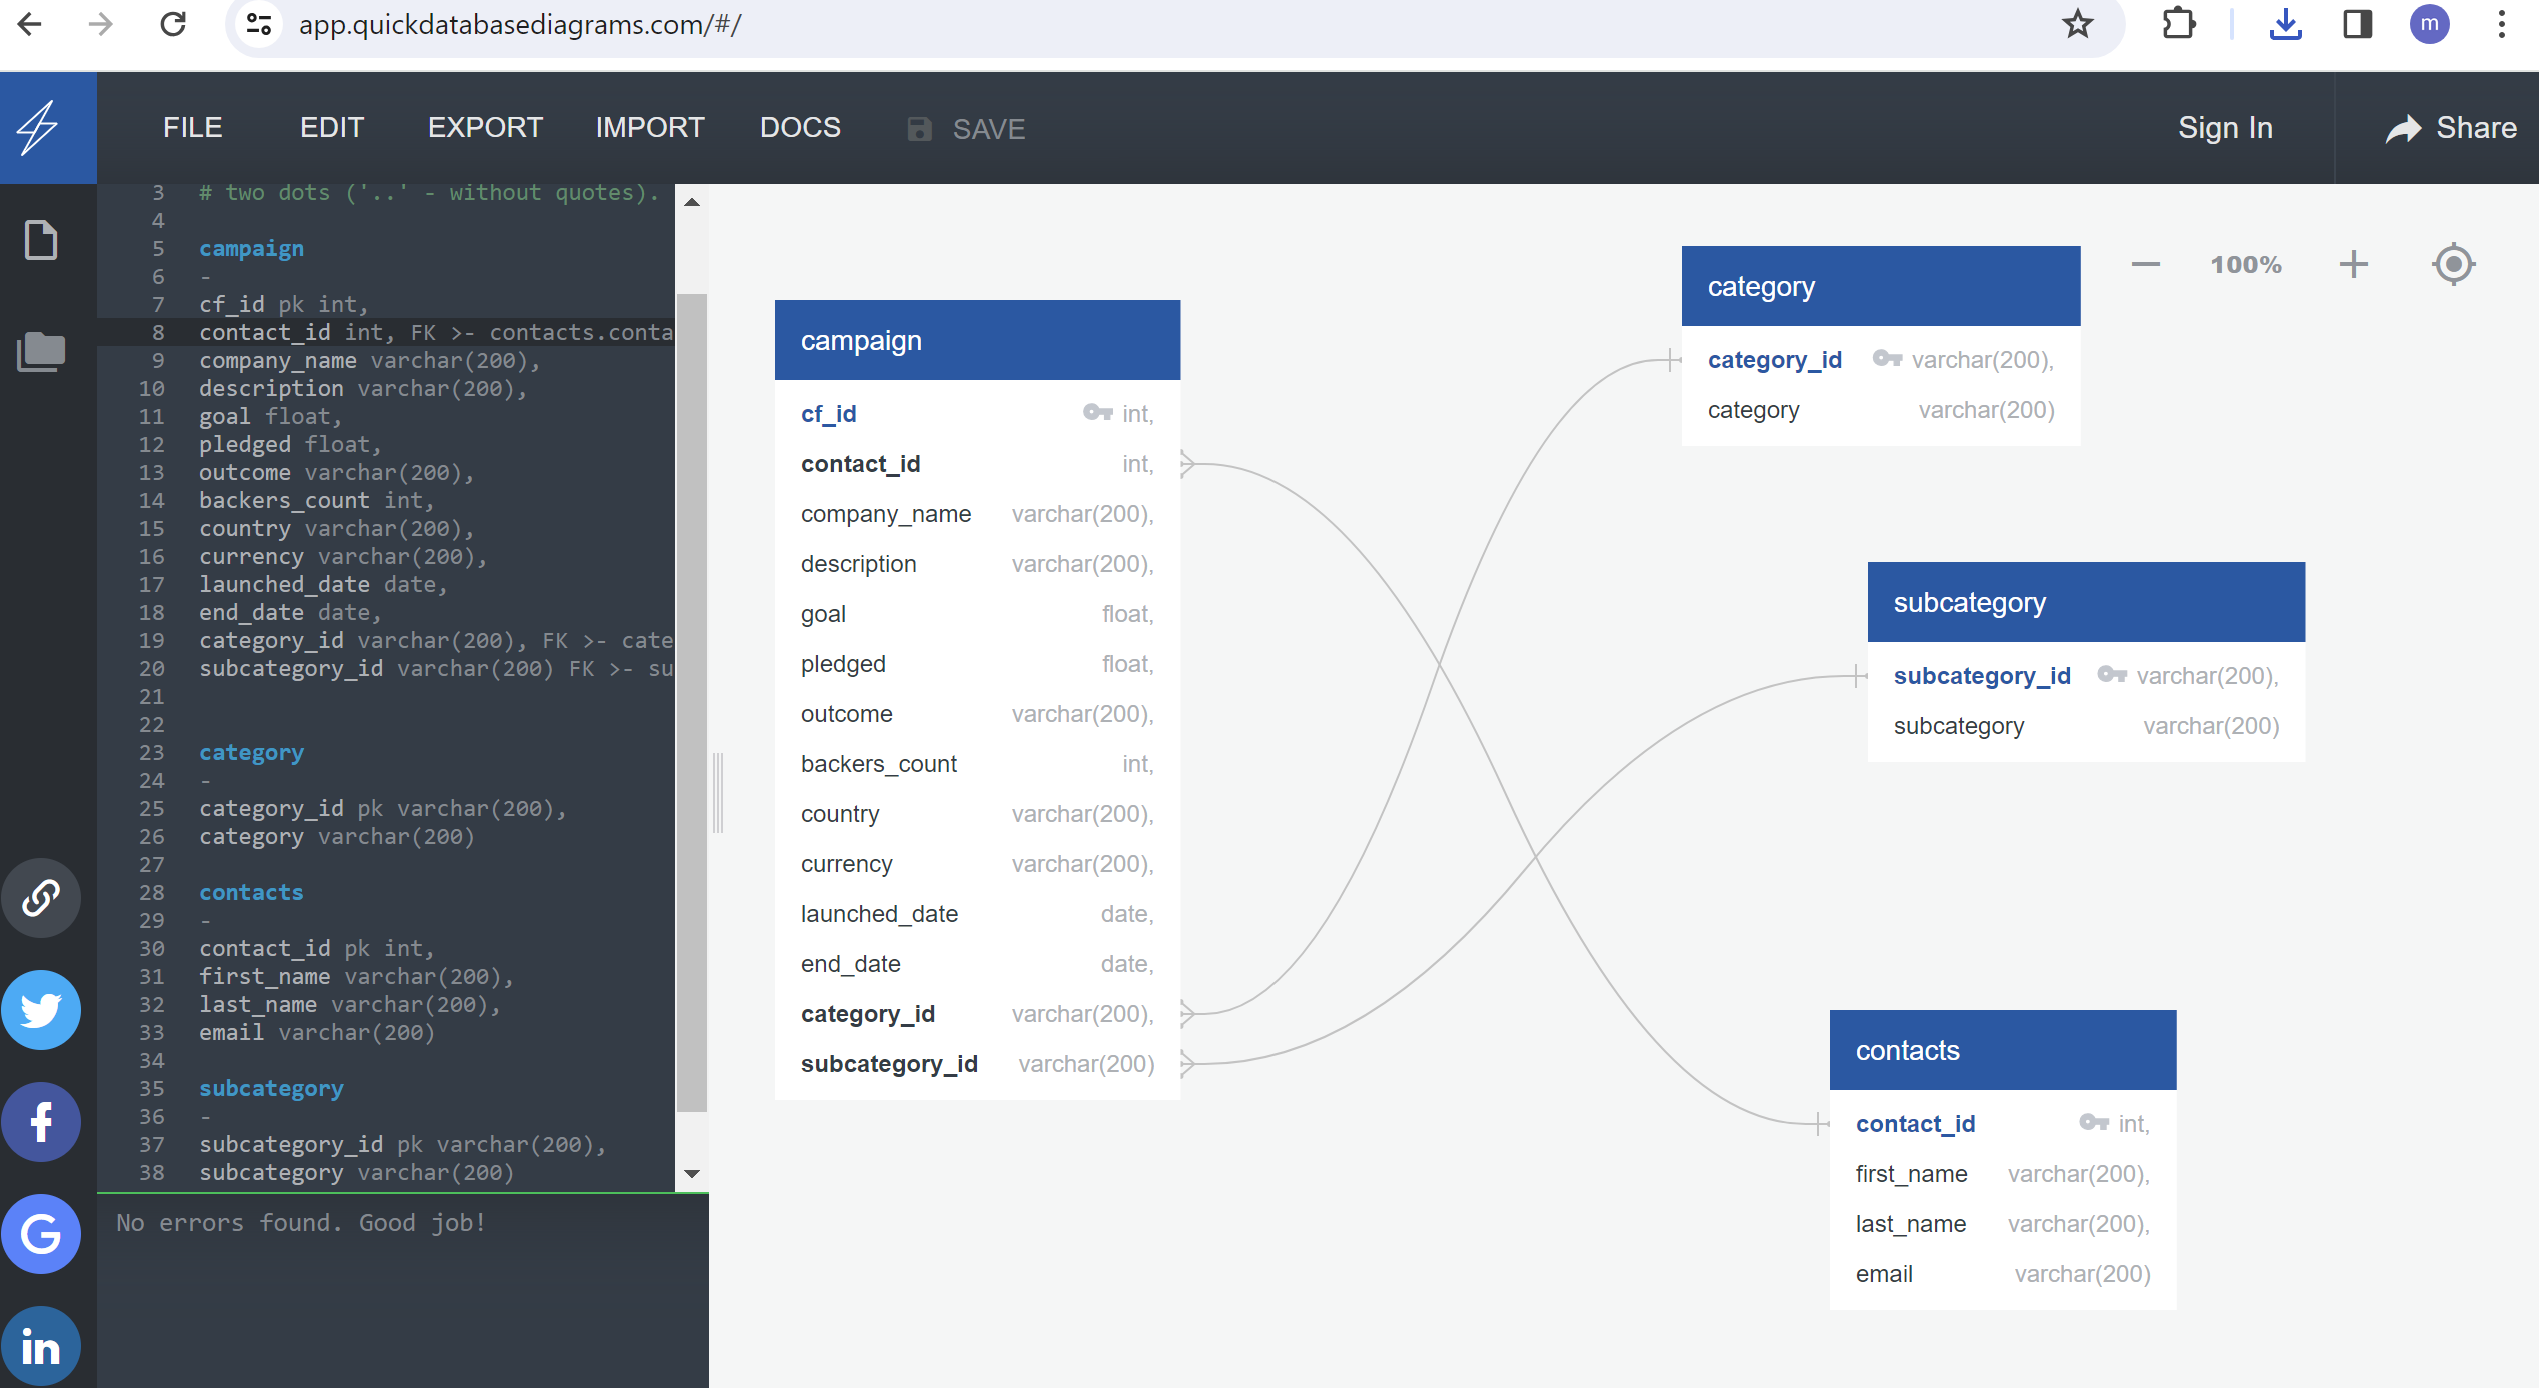 app.quickdatabasediagrams.com/#/
m
FILE EDIT EXPORT IMPORT DOCS SAVE Sign In Share
3 # two dots ('..' - without quotes).
4
5 campaign
6 -
7 cf_id pk int,
8 contact_id int, FK >- contacts.conta
9 company_name varchar(200),
10 description varchar(200),
11 goal float,
12 pledged float,
13 outcome varchar(200),
14 backers_count int,
15 country varchar(200),
16 currency varchar(200),
17 launched_date date,
18 end_date date,
19 category_id varchar(200), FK >- cate
20 subcategory_id varchar(200) FK >- su
21
22
23 category
24 -
25 category_id pk varchar(200),
26 category varchar(200)
27
28 contacts
29 -
30 contact_id pk int,
31 first_name varchar(200),
32 last_name varchar(200),
33 email varchar(200)
34
35 subcategory
36 -
37 subcategory_id pk varchar(200),
38 subcategory varchar(200)
No errors found. Good job!
campaign
cf_id int,
contact_id int,
company_name varchar(200),
description varchar(200),
goal float,
pledged float,
outcome varchar(200),
backers_count int,
country varchar(200),
currency varchar(200),
launched_date date,
end_date date,
category_id varchar(200),
subcategory_id varchar(200)
category
category_id varchar(200),
category varchar(200)
100%
subcategory
subcategory_id varchar(200),
subcategory varchar(200)
contacts
contact_id int,
first_name varchar(200),
last_name varchar(200),
email varchar(200)